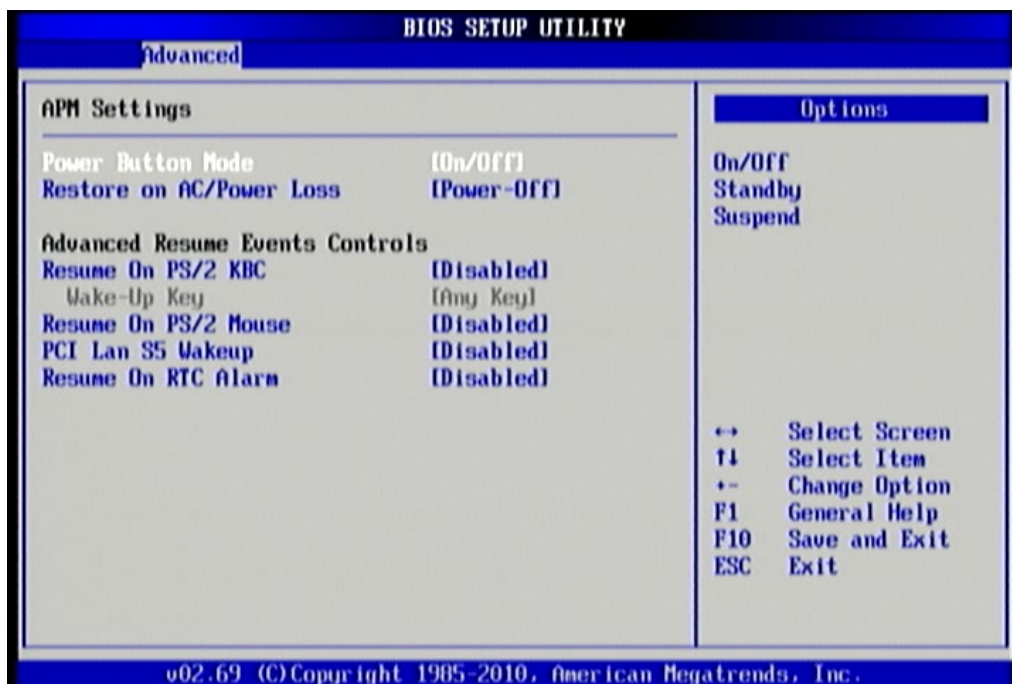 BIOS SETUP UTILITY
Advanced
APM Settings
Power Button Mode [On/Off]
Restore on AC/Power Loss [Power-Off]
Advanced Resume Events Controls
Resume On PS/2 KBC [Disabled]
Wake-Up Key [Any Key]
Resume On PS/2 Mouse [Disabled]
PCI Lan S5 Wakeup [Disabled]
Resume On RTC Alarm [Disabled]
Options
On/Off
Standby
Suspend
↔ Select Screen
↑↓ Select Item
+- Change Option
F1 General Help
F10 Save and Exit
ESC Exit
v02.69 (C)Copyright 1985-2010, American Megatrends, Inc.